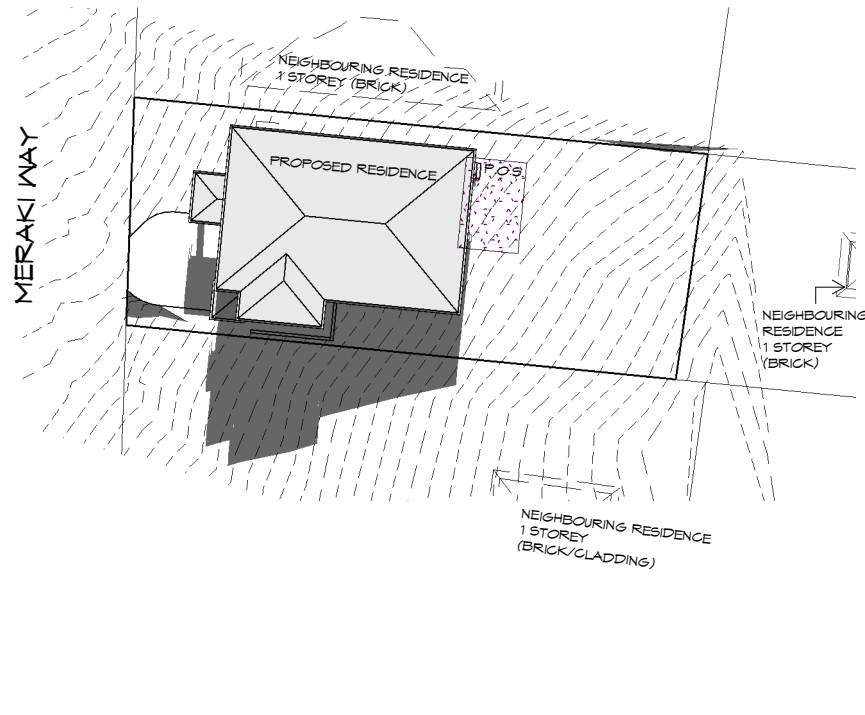 NEIGHBOURING RESIDENCE
1 STOREY (BRICK)
MERAKI WAY
PROPOSED RESIDENCE
P.O.S
NEIGHBOURING
RESIDENCE
1 STOREY
(BRICK)
NEIGHBOURING RESIDENCE
1 STOREY
(BRICK/CLADDING)